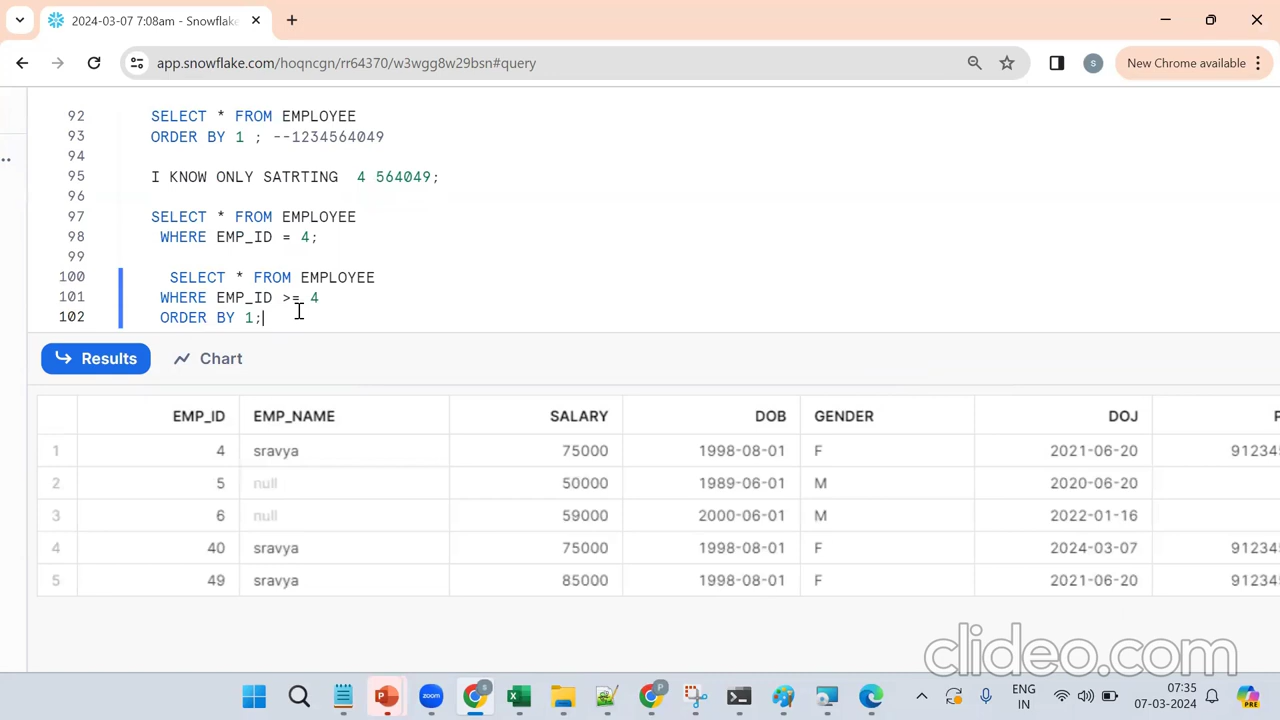 2024-03-07 7:08am - Snowflake
app.snowflake.com/hoqncgn/rr64370/w3wgg8w29bsn#query
s
New Chrome available
92 SELECT * FROM EMPLOYEE
93 ORDER BY 1 ; --1234564049
94
95 I KNOW ONLY SATRTING 4 564049;
96
97 SELECT * FROM EMPLOYEE
98 WHERE EMP_ID = 4;
99
100 SELECT * FROM EMPLOYEE
101 WHERE EMP_ID >= 4
102 ORDER BY 1;
Results Chart
EMP_ID EMP_NAME SALARY DOB GENDER DOJ P
1 4 sravya 75000 1998-08-01 F 2021-06-20 912345
2 5 null 50000 1989-06-01 M 2020-06-20
3 6 null 59000 2000-06-01 M 2022-01-16
4 40 sravya 75000 1998-08-01 F 2024-03-07 912345
5 49 sravya 85000 1998-08-01 F 2021-06-20 912345
clideo.com
zoom
ENG
IN
07:35
07-03-2024
PRE